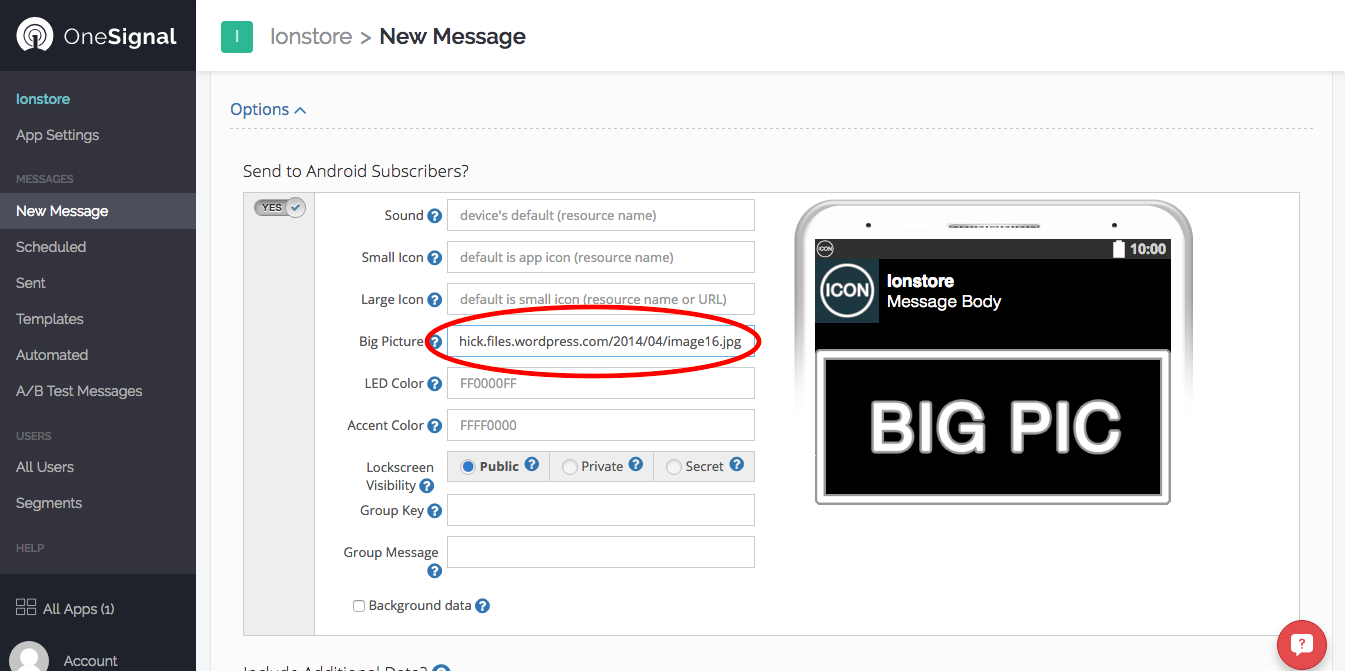 OneSignal
I Ionstore > New Message
Ionstore
App Settings
MESSAGES
New Message
Scheduled
Sent
Templates
Automated
A/B Test Messages
USERS
All Users
Segments
HELP
All Apps (1)
Account
Options
Send to Android Subscribers?
YES
Sound ? device's default (resource name)
Small Icon ? default is app icon (resource name)
Large Icon ? default is small icon (resource name or URL)
Big Picture ? hick.files.wordpress.com/2014/04/image16.jpg
LED Color ? FF0000FF
Accent Color ? FFFF0000
Lockscreen
Visibility ?
Public ? Private ? Secret ?
Group Key ?
Group Message
?
Background data ?
ICON 10:00
ICON
Ionstore
Message Body
BIG PIC
Include Additional Data? ?
?